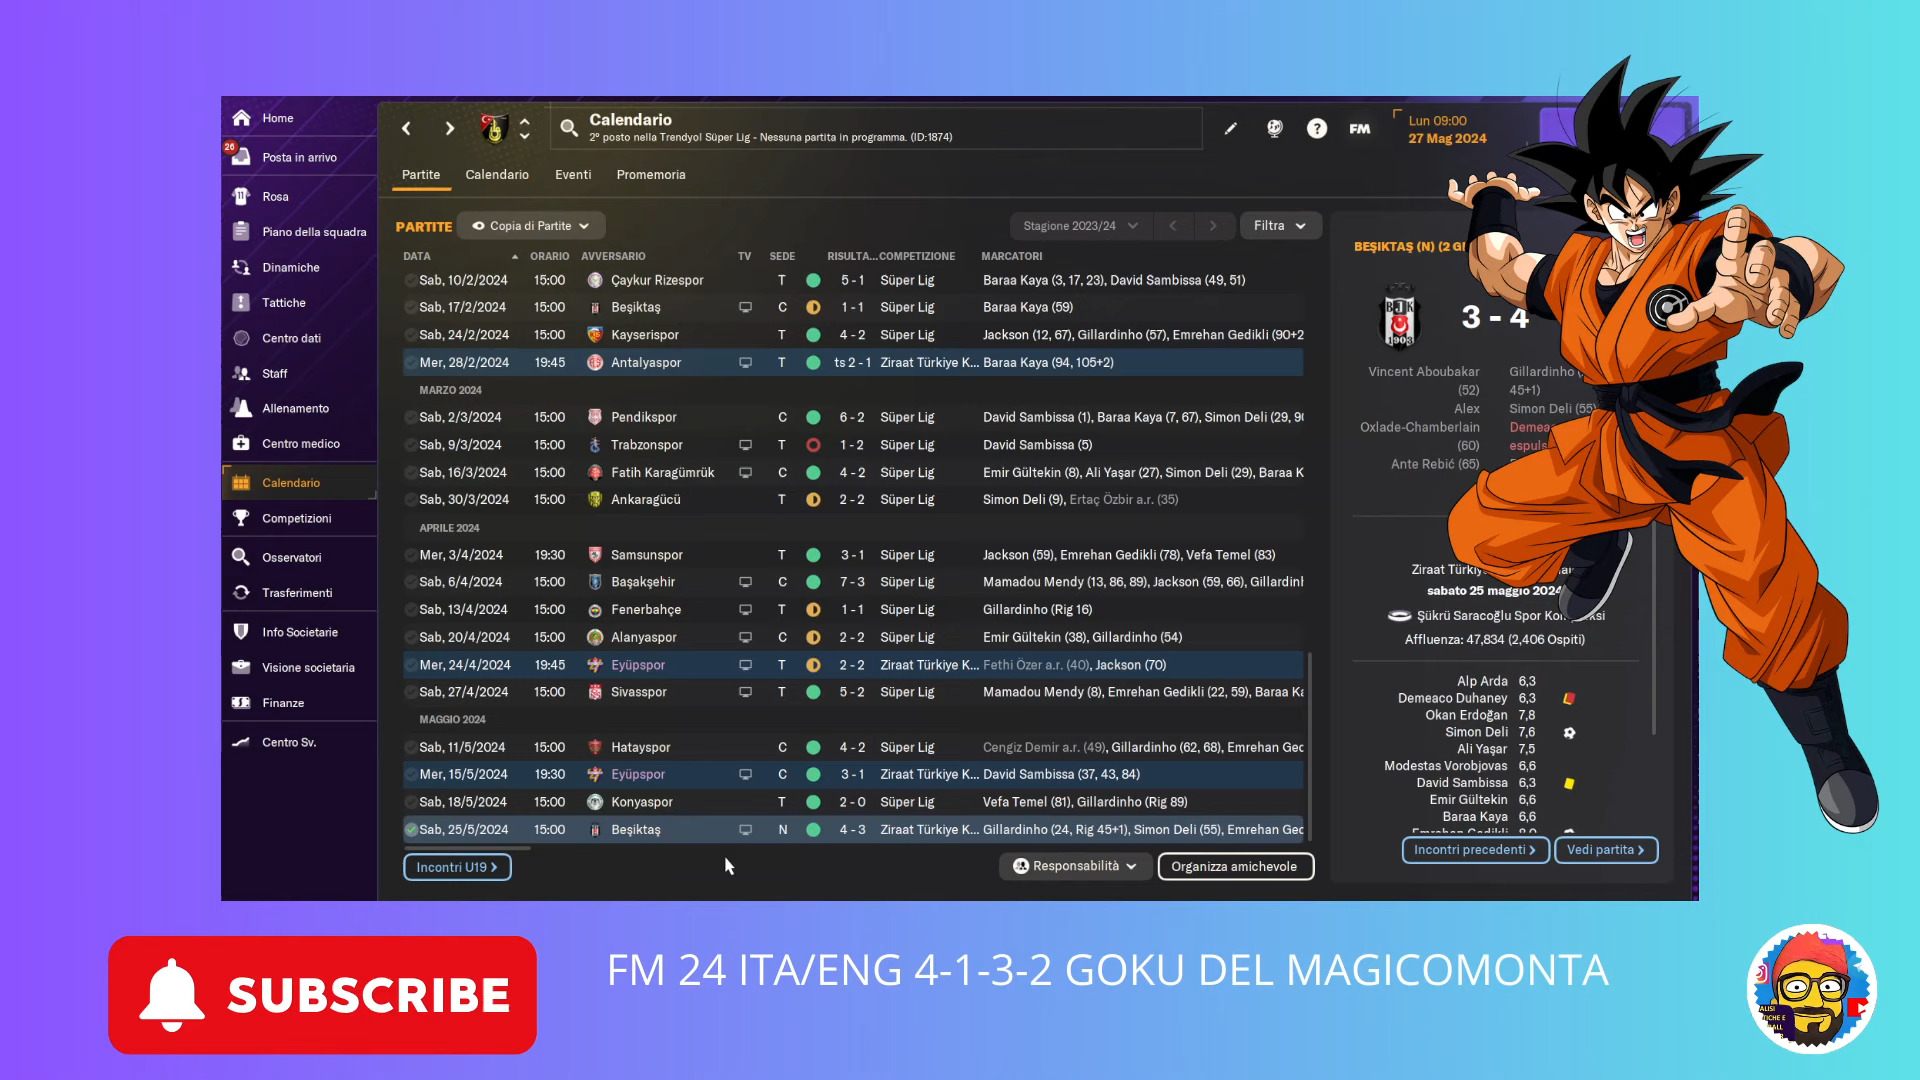 Home
26
Posta in arrivo
Rosa
Piano della squadra
Dinamiche
Tattiche
Centro dati
Staff
Allenamento
Centro medico
Calendario
Competizioni
Osservatori
Trasferimenti
Info Societarie
Visione societaria
Finanze
Centro Sv.
Calendario
2º posto nella Trendyol Süper Lig - Nessuna partita in programma. (ID:1874)
FM
Lun 09:00
27 Mag 2024
Partite Calendario Eventi Promemoria
PARTITE Copia di Partite Stagione 2023/24 Filtra
DATA ORARIO AVVERSARIO TV SEDE RISULTA... COMPETIZIONE MARCATORI
Sab, 10/2/2024 15:00 Çaykur Rizespor T 5 - 1 Süper Lig Baraa Kaya (3, 17, 23), David Sambissa (49, 51)
Sab, 17/2/2024 15:00 Beşiktaş C 1 - 1 Süper Lig Baraa Kaya (59)
Sab, 24/2/2024 15:00 Kayserispor T 4 - 2 Süper Lig Jackson (12, 67), Gillardinho (57), Emrehan Gedikli (90+2
Mer, 28/2/2024 19:45 Antalyaspor T ts 2 - 1 Ziraat Türkiye K... Baraa Kaya (94, 105+2)
MARZO 2024
Sab, 2/3/2024 15:00 Pendikspor C 6 - 2 Süper Lig David Sambissa (1), Baraa Kaya (7, 67), Simon Deli (29, 90
Sab, 9/3/2024 15:00 Trabzonspor T 1 - 2 Süper Lig David Sambissa (5)
Sab, 16/3/2024 15:00 Fatih Karagümrük C 4 - 2 Süper Lig Emir Gültekin (8), Ali Yaşar (27), Simon Deli (29), Baraa K
Sab, 30/3/2024 15:00 Ankaragücü T 2 - 2 Süper Lig Simon Deli (9), Ertaç Özbir a.r. (35)
APRILE 2024
Mer, 3/4/2024 19:30 Samsunspor T 3 - 1 Süper Lig Jackson (59), Emrehan Gedikli (78), Vefa Temel (83)
Sab, 6/4/2024 15:00 Başakşehir C 7 - 3 Süper Lig Mamadou Mendy (13, 86, 89), Jackson (59, 66), Gillardinh
Sab, 13/4/2024 15:00 Fenerbahçe T 1 - 1 Süper Lig Gillardinho (Rig 16)
Sab, 20/4/2024 15:00 Alanyaspor C 2 - 2 Süper Lig Emir Gültekin (38), Gillardinho (54)
Mer, 24/4/2024 19:45 Eyüpspor T 2 - 2 Ziraat Türkiye K... Fethi Özer a.r. (40), Jackson (70)
Sab, 27/4/2024 15:00 Sivasspor T 5 - 2 Süper Lig Mamadou Mendy (8), Emrehan Gedikli (22, 59), Baraa Ka
MAGGIO 2024
Sab, 11/5/2024 15:00 Hatayspor C 4 - 2 Süper Lig Cengiz Demir a.r. (49), Gillardinho (62, 68), Emrehan Gec
Mer, 15/5/2024 19:30 Eyüpspor C 3 - 1 Ziraat Türkiye K... David Sambissa (37, 43, 84)
Sab, 18/5/2024 15:00 Konyaspor T 2 - 0 Süper Lig Vefa Temel (81), Gillardinho (Rig 89)
Sab, 25/5/2024 15:00 Beşiktaş N 4 - 3 Ziraat Türkiye K... Gillardinho (24, Rig 45+1), Simon Deli (55), Emrehan Gec
Incontri U19 Responsabilità Organizza amichevole
BEŞIKTAŞ (N) (2 G
BJK
1903
3 - 4
Vincent Aboubakar Gillardinho
(52) 45+1)
Alex Simon Deli (55)
Oxlade-Chamberlain Demea
(60) espuls
Ante Rebić (65)
Ziraat Türkiy
sabato 25 maggio 2024
Şükrü Saracoğlu Spor Kompleksi
Affluenza: 47,834 (2,406 Ospiti)
Alp Arda 6,3
Demeaco Duhaney 6,3
Okan Erdoğan 7,8
Simon Deli 7,6
Ali Yaşar 7,5
Modestas Vorobjovas 6,6
David Sambissa 6,3
Emir Gültekin 6,6
Baraa Kaya 6,6
Emrehan Gedikli 8,0
Incontri precedenti Vedi partita
SUBSCRIBE
FM 24 ITA/ENG 4-1-3-2 GOKU DEL MAGICOMONTA